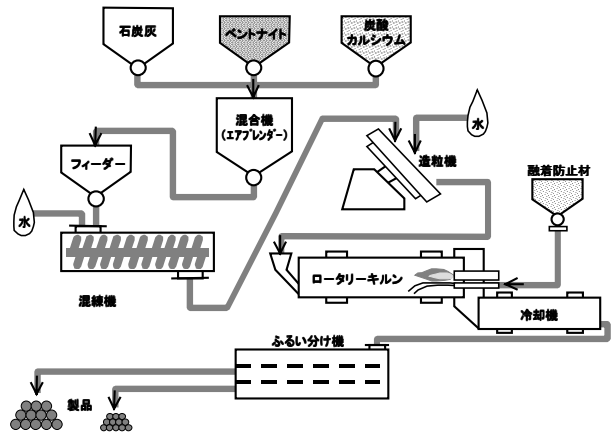 石炭灰
ベントナイト
炭酸
カルシウム
混合機
(エアブレンダー)
フィーダー
水
造粒機
水
融着防止材
混練機
ロータリーキルン
冷却機
ふるい分け機
製品